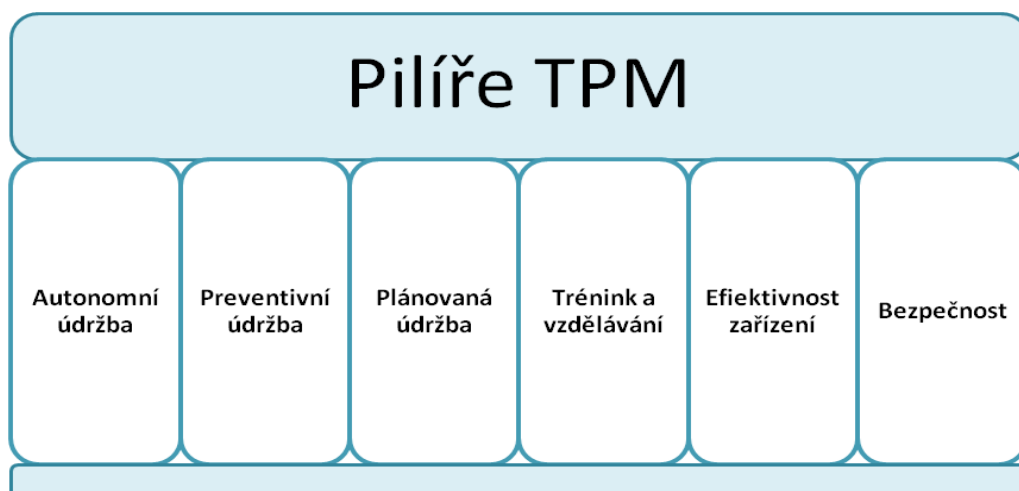 Pilíře TPM
Autonomní
údržba
Preventivní
údržba
Plánovaná
údržba
Trénink a
vzdělávání
Efiektivnost
zařízení
Bezpečnost